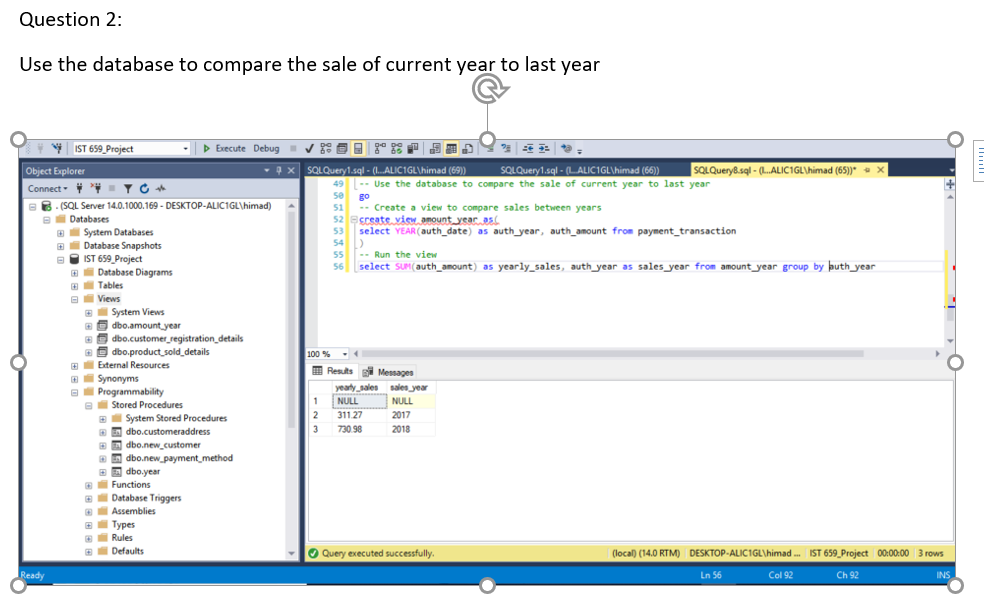 Question 2:
Use the database to compare the sale of current year to last year
IST 659_Project
Execute Debug
Object Explorer
Connect
. (SQL Server 14.0.1000.169 - DESKTOP-ALIC1GL\himad)
Databases
System Databases
Database Snapshots
IST 659_Project
Database Diagrams
Tables
Views
System Views
dbo.amount_year
dbo.customer_registration_details
dbo.product_sold_details
External Resources
Synonyms
Programmability
Stored Procedures
System Stored Procedures
dbo.customeraddress
dbo.new_customer
dbo.new_payment_method
dbo.year
Functions
Database Triggers
Assemblies
Types
Rules
Defaults
SQLQuery1.sql - (l...ALIC1GL\himad (69)) SQLQuery1.sql - (L...ALIC1GL\himad (66)) SQLQuery8.sql - (l...ALIC1GL\himad (65))*
49 -- Use the database to compare the sale of current year to last year
50 go
51 -- Create a view to compare sales between years
52 create view amount_year as(
53 select YEAR(auth_date) as auth_year, auth_amount from payment_transaction
54 )
55 -- Run the view
56 select SUM(auth_amount) as yearly_sales, auth_year as sales_year from amount_year group by auth_year
100 %
Results Messages
yearly_sales sales_year
1 NULL NULL
2 311.27 2017
3 730.98 2018
Query executed successfully. (local) (14.0 RTM) DESKTOP-ALIC1GL\himad ... IST 659_Project 00:00:00 3 rows
Ready Ln 56 Col 92 Ch 92 INS